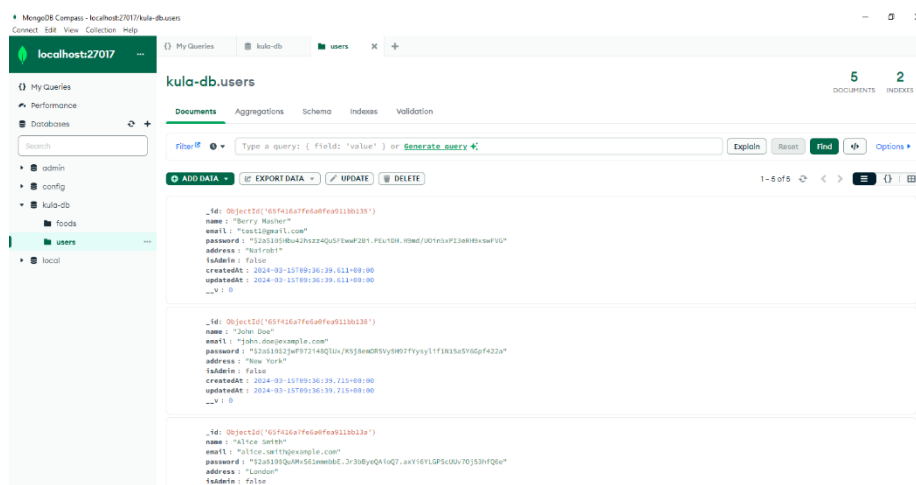 MongoDB Compass - localhost:27017/kula-db.users
Connect Edit View Collection Help
localhost:27017 ...
{} My Queries
kula-db
users
{} My Queries
Performance
Databases
Search
admin
config
kula-db
foods
users ...
local
kula-db.users
5 DOCUMENTS
2 INDEXES
Documents Aggregations Schema Indexes Validation
Filter Type a query: { field: 'value' } or Generate query Explain Reset Find Options
ADD DATA EXPORT DATA UPDATE DELETE 1 – 5 of 5
_id: ObjectId('65f416a7fe6a0fea911bb135')
name : "Berry Masher"
email : "test1@gmail.com"
password :
address : "Nairobi"
isAdmin : false
createdAt : 2024-03-15T09:36:39.611+00:00
updatedAt : 2024-03-15T09:36:39.611+00:00
__v : 0
_id: ObjectId('65f416a7fe6a0fea911bb138')
name : "John Doe"
email : "john.doe@example.com"
password :
address : "New York"
isAdmin : false
createdAt : 2024-03-15T09:36:39.715+00:00
updatedAt : 2024-03-15T09:36:39.715+00:00
__v : 0
_id: ObjectId('65f416a7fe6a0fea911bb13a')
name : "Alice Smith"
email : "alice.smith@example.com"
password :
address : "London"
isAdmin : false